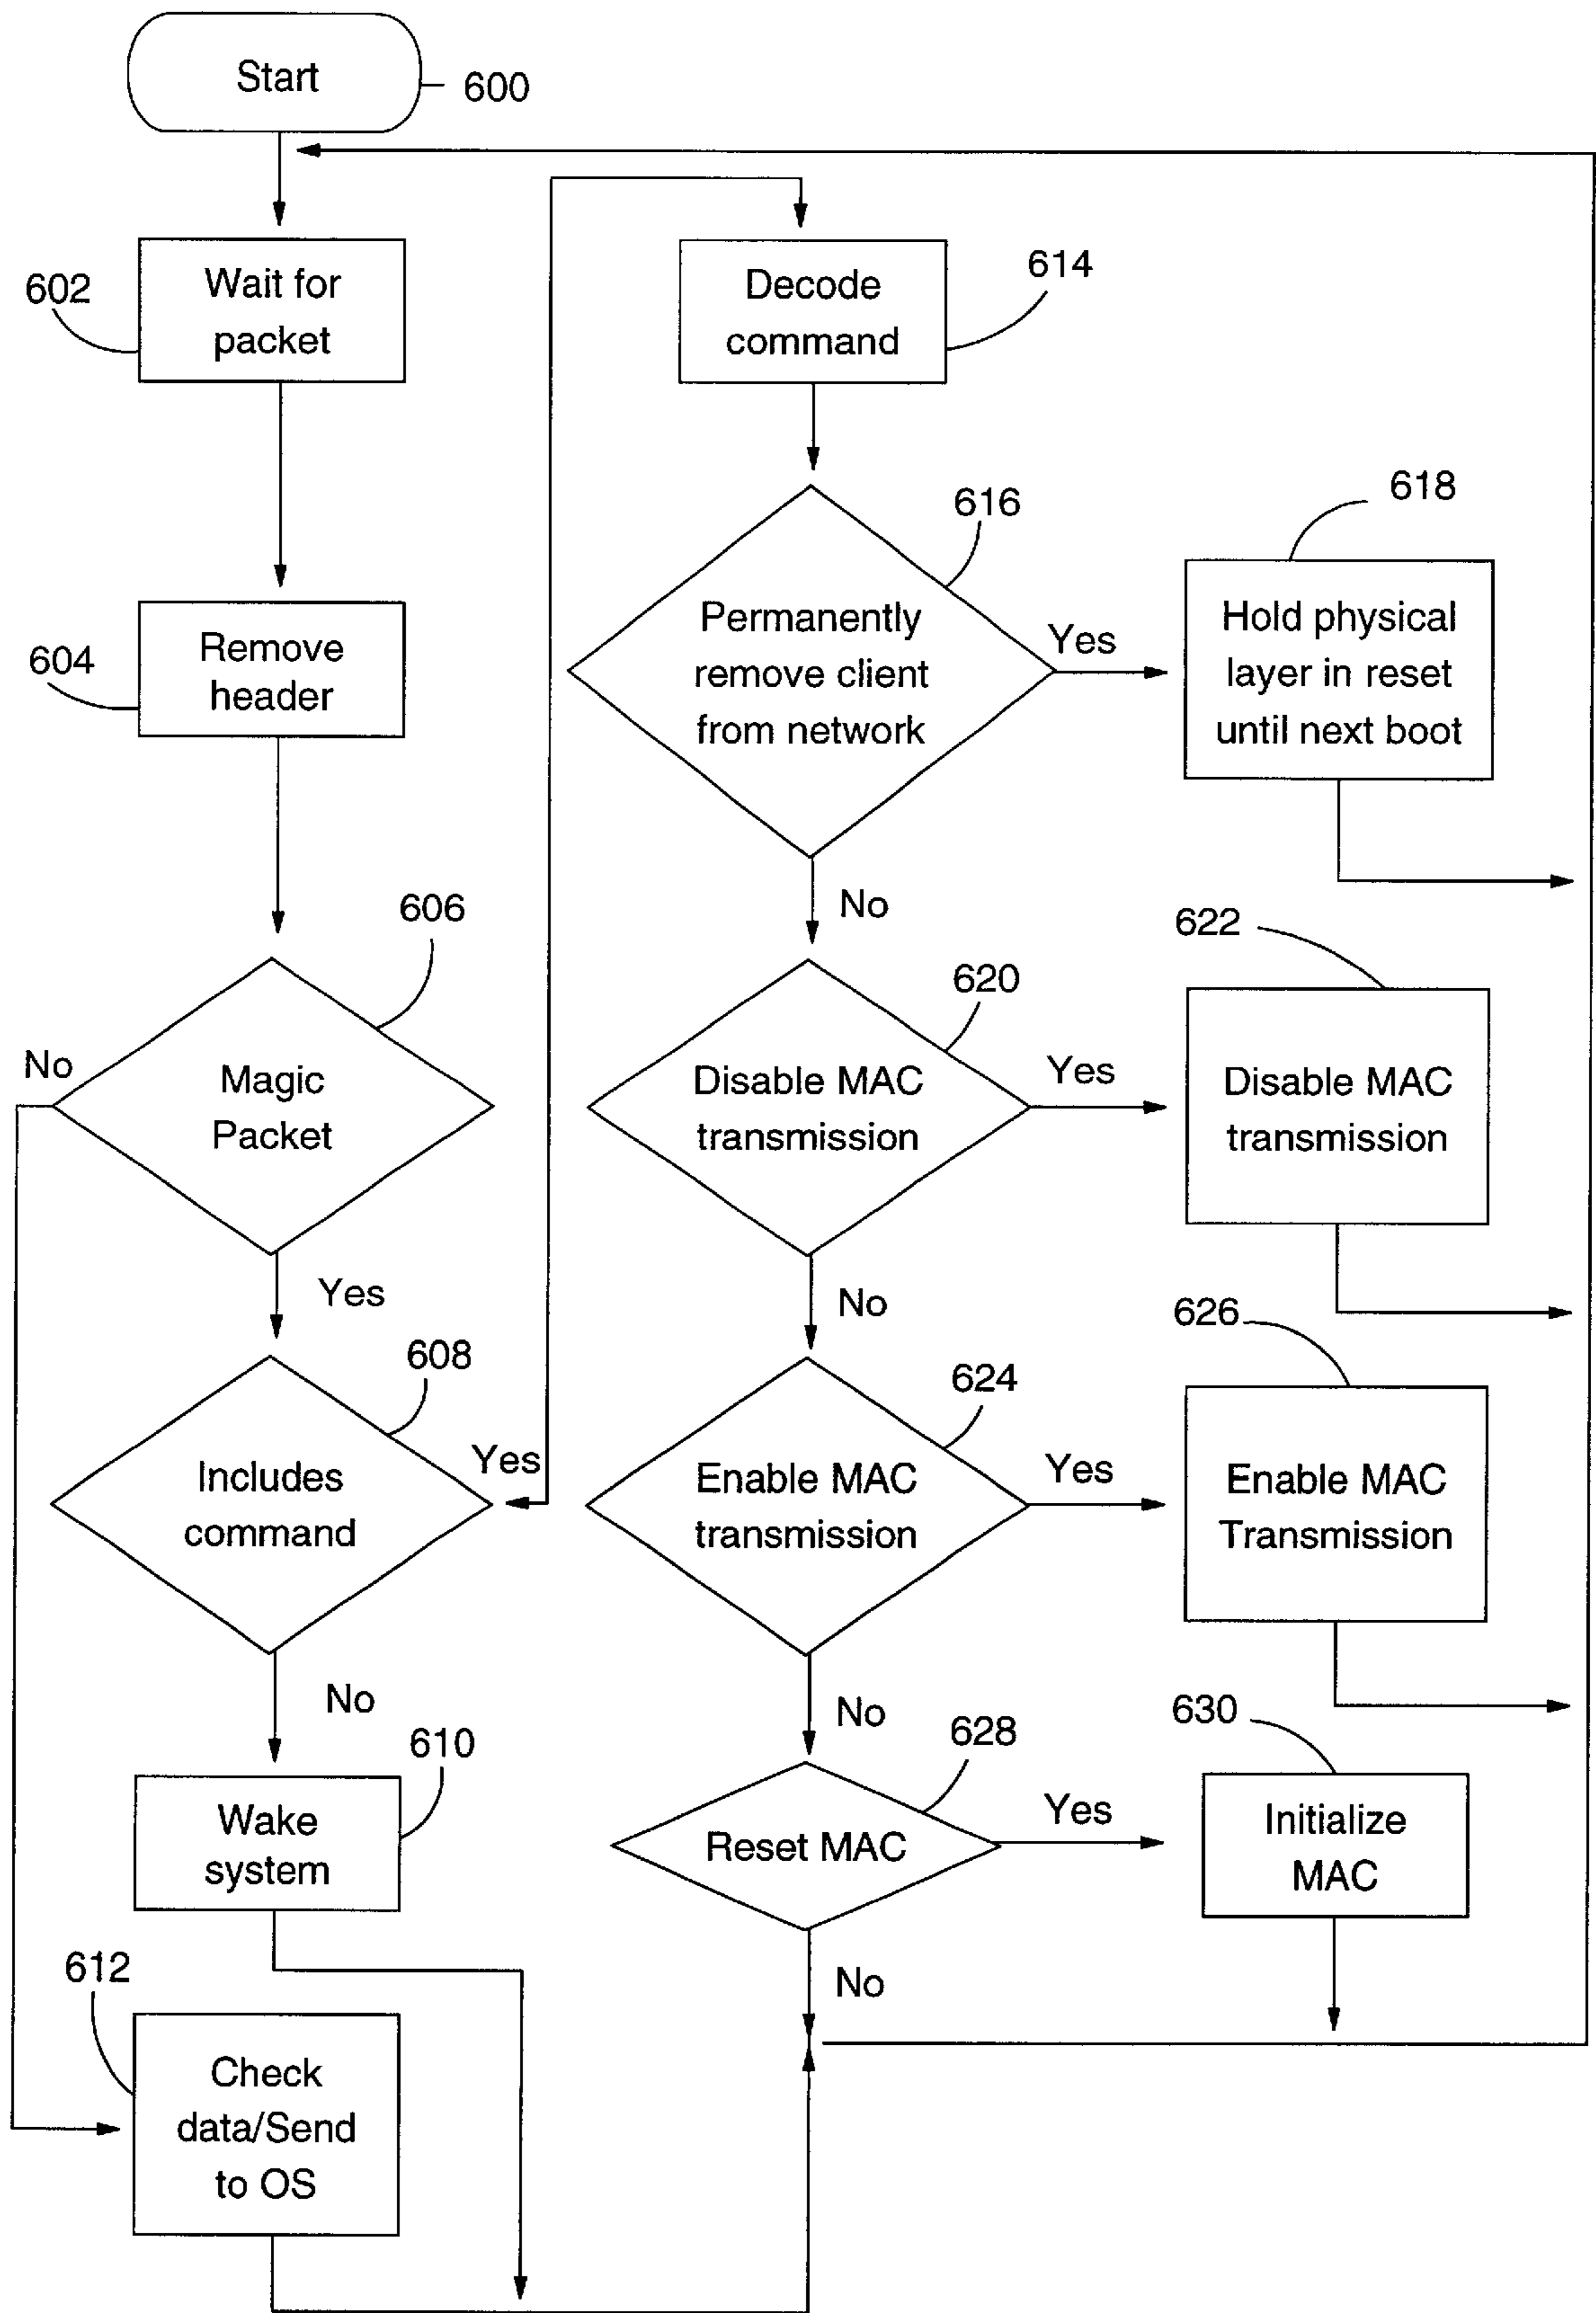 Start
600
602
Wait for
packet
604
Remove
header
606
Magic
Packet
No
Yes
608
Includes
command
Yes
No
610
Wake
system
612
Check
data/Send
to OS
614
Decode
command
616
Permanently
remove client
from network
Yes
618
Hold physical
layer in reset
until next boot
No
620
Disable MAC
transmission
Yes
622
Disable MAC
transmission
No
624
Enable MAC
transmission
Yes
626
Enable MAC
Transmission
No
628
Reset MAC
Yes
630
Initialize
MAC
No